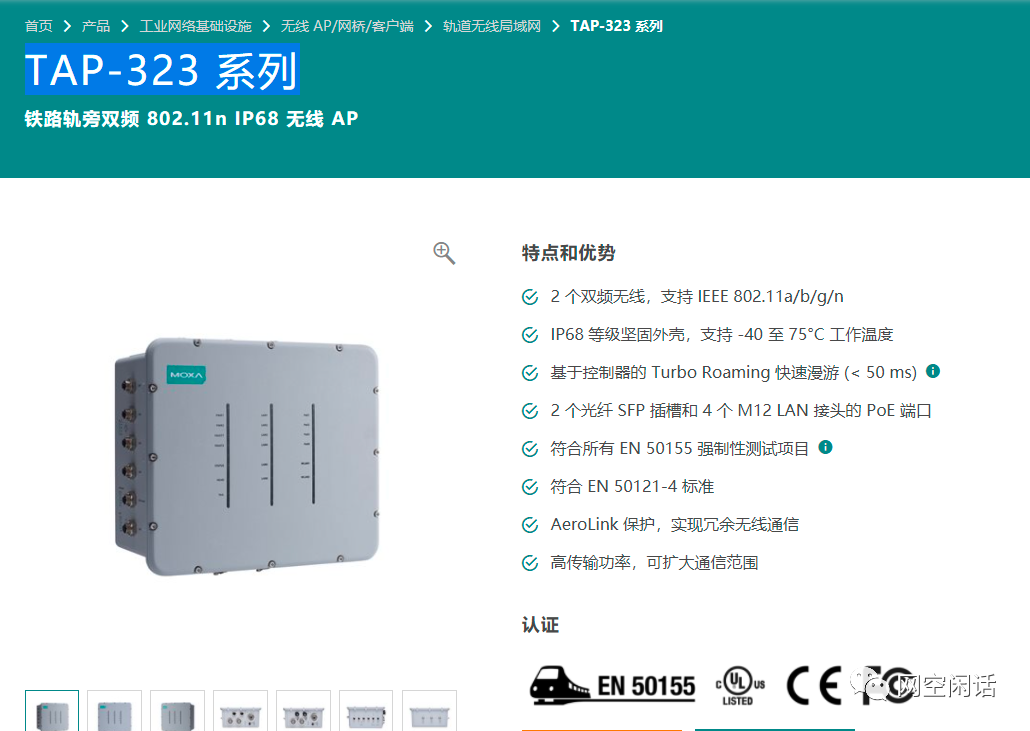 首页 > 产品 > 工业网络基础设施 > 无线 AP/网桥/客户端 > 轨道无线局域网 > TAP-323 系列
TAP-323 系列
铁路轨旁双频 802.11n IP68 无线 AP
特点和优势
2 个双频无线，支持 IEEE 802.11a/b/g/n
IP68 等级坚固外壳，支持 -40 至 75°C 工作温度
基于控制器的 Turbo Roaming 快速漫游 (< 50 ms)
2 个光纤 SFP 插槽和 4 个 M12 LAN 接头的 PoE 端口
符合所有 EN 50155 强制性测试项目
符合 EN 50121-4 标准
AeroLink 保护，实现冗余无线通信
高传输功率，可扩大通信范围
MOXA
认证
EN 50155
C UL US
LISTED
CE
FC
网空闲话